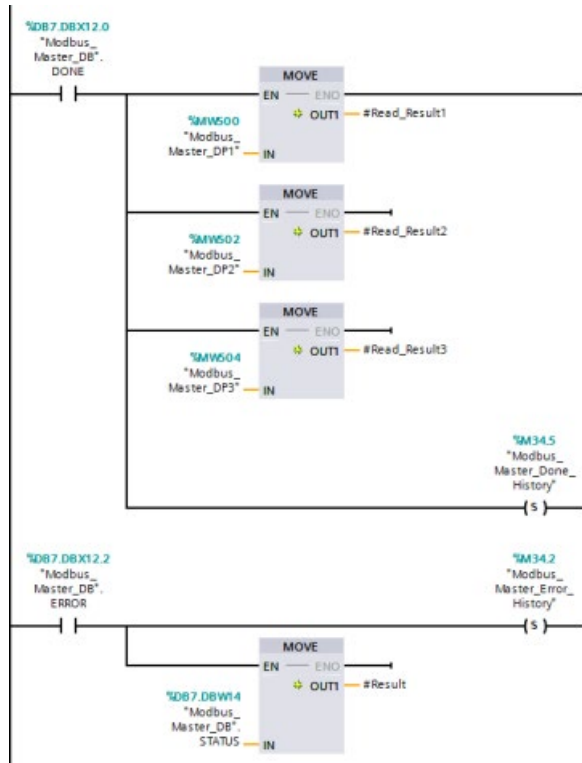 %DB7.DBX12.0
"Modbus_
Master_DB".
DONE
MOVE
EN
ENO
OUT1
#Read_Result1
%MW500
"Modbus_
Master_DP1"
IN
MOVE
EN
ENO
OUT1
#Read_Result2
%MW502
"Modbus_
Master_DP2"
IN
MOVE
EN
ENO
OUT1
#Read_Result3
%MW504
"Modbus_
Master_DP3"
IN
%M34.5
"Modbus_
Master_Done_
History"
S
%DB7.DBX12.2
"Modbus_
Master_DB".
ERROR
%M34.2
"Modbus_
Master_Error_
History"
S
MOVE
EN
ENO
OUT1
#Result
%DB7.DBW14
"Modbus_
Master_DB".
STATUS
IN